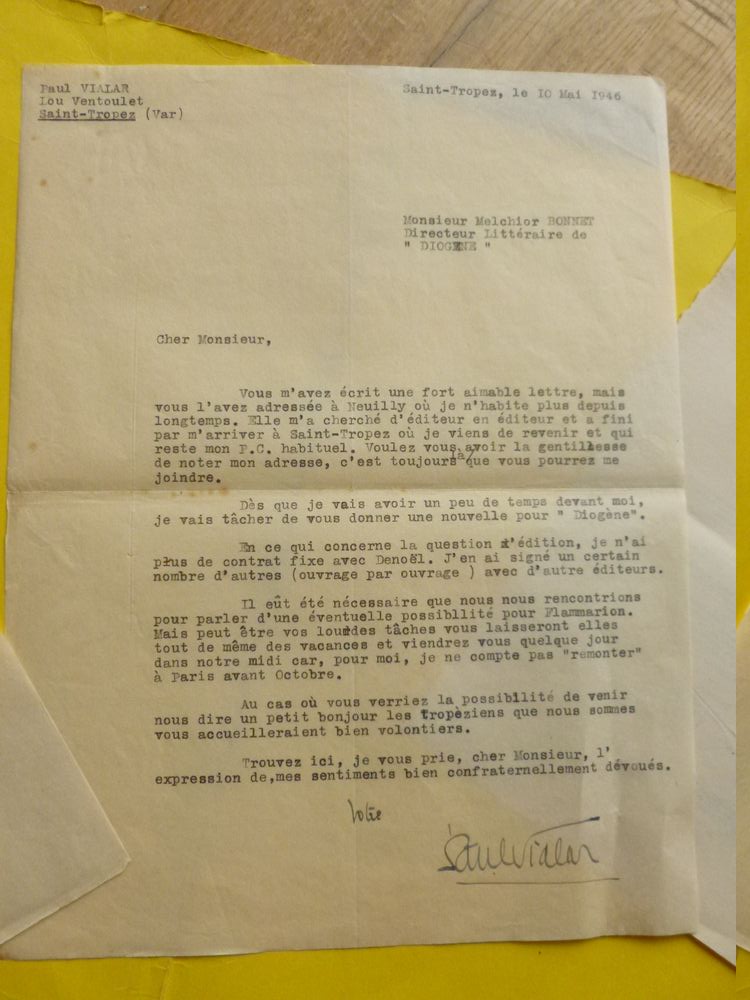 Paul VIALAR
Lou Ventoulet
Saint-Tropez (Var)
Saint-Tropez, le 10 Mai 1946
Monsieur Melchior BONNET
Directeur Littéraire de
" DIOGÈNE "
Cher Monsieur,
Vous m'avez écrit une fort aimable lettre, mais
vous l'avez adressée à Neuilly où je n'habite plus depuis
longtemps. Elle m'a cherché d'éditeur en éditeur et a fini
par m'arriver à Saint-Tropez où je viens de revenir et qui
reste mon P.C. habituel. Voulez vous avoir la gentillesse
de noter mon adresse, c'est toujours là que vous pourrez me
joindre.
Dès que je vais avoir un peu de temps devant moi,
je vais tâcher de vous donner une nouvelle pour " Diogène".
En ce qui concerne la question d'édition, je n'ai
plus de contrat fixe avec Denoël. J'en ai signé un certain
nombre d'autres (ouvrage par ouvrage ) avec d'autre éditeurs.
Il eût été nécessaire que nous nous rencontrions
pour parler d'une éventuelle possibilité pour Flammarion.
Mais peut être vos lourdes tâches vous laisseront elles
tout de même des vacances et viendrez vous quelque jour
dans notre midi car, pour moi, je ne compte pas "remonter"
à Paris avant Octobre.
Au cas où vous verriez la possibilité de venir
nous dire un petit bonjour les tropèziens que nous sommes
vous accueilleraient bien volontiers.
Trouvez ici, je vous prie, cher Monsieur, l'
expression de,mes sentiments bien confraternellement dévoués.
Votre
Paul Vialar